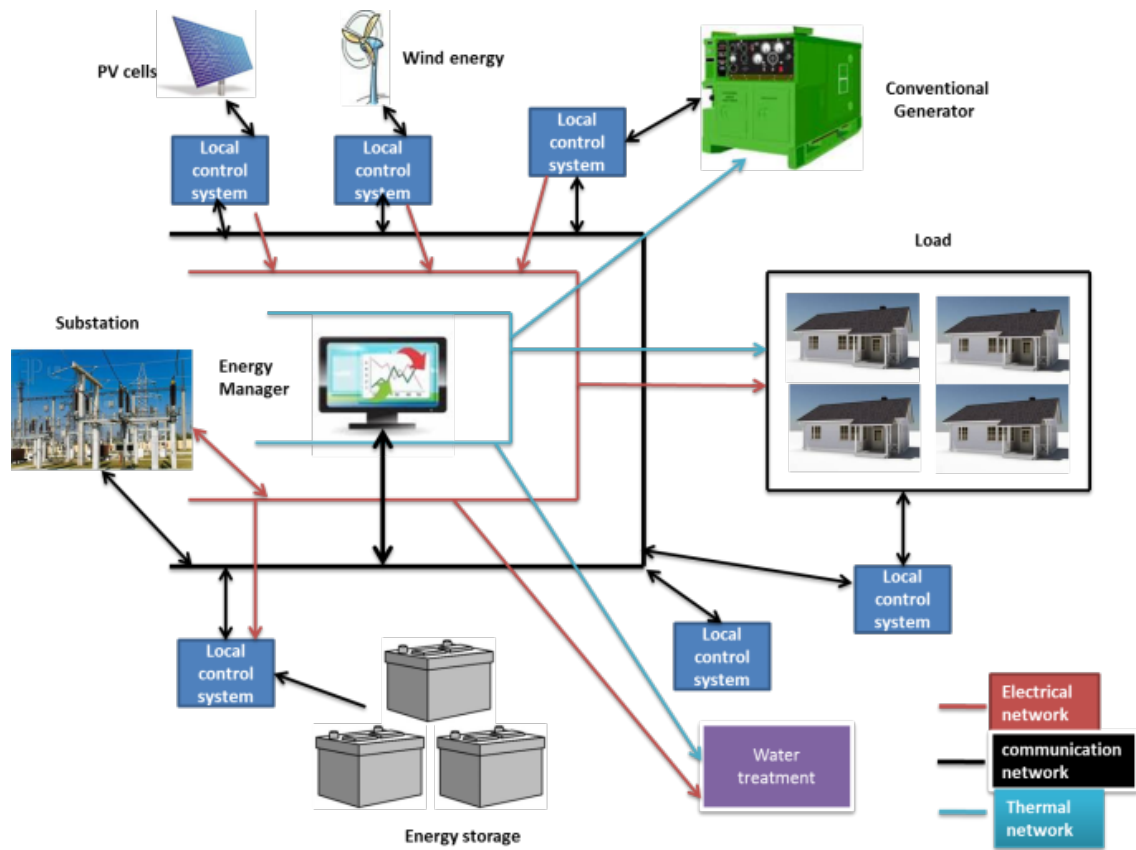 PV cells
Wind energy
Conventional
Generator
Local
control
system
Local
control
system
Local
control
system
Load
Substation
Energy
Manager
Local
control
system
Local
control
system
Local
control
system
Water
treatment
Energy storage
Electrical
network
communication
network
Thermal
network